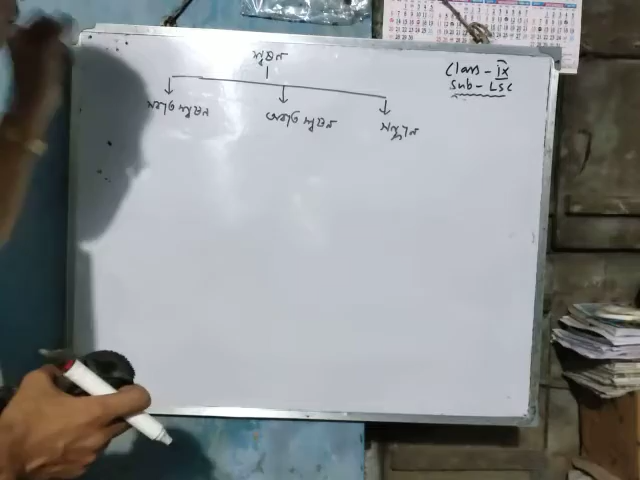 শ্বসন
Class - IX
Sub - LSC
সবাত শ্বসন
অবাত শ্বসন
সন্ধান